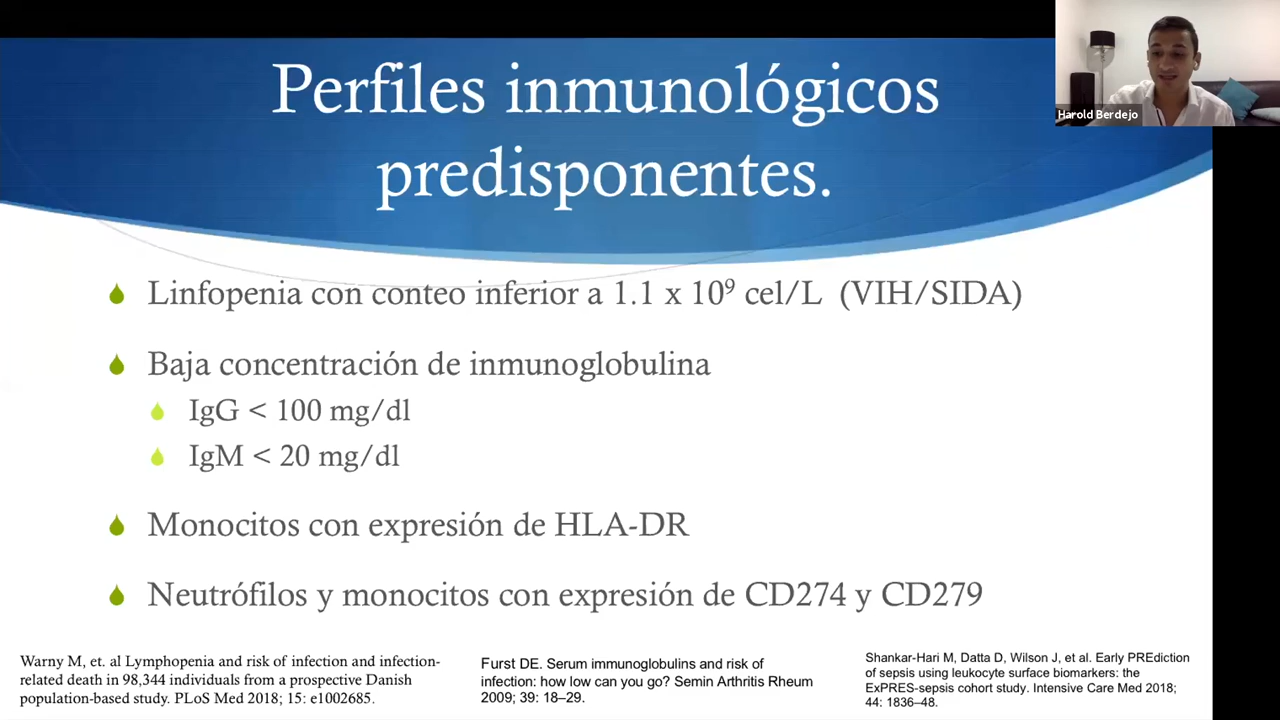 Perfiles inmunológicos
predisponentes.
Harold Berdejo
Linfopenia con conteo inferior a 1.1 x 10⁹ cel/L (VIH/SIDA)
Baja concentración de inmunoglobulina
IgG < 100 mg/dl
IgM < 20 mg/dl
Monocitos con expresión de HLA-DR
Neutrófilos y monocitos con expresión de CD274 y CD279
Warny M, et. al Lymphopenia and risk of infection and infection-
related death in 98,344 individuals from a prospective Danish
population-based study. PLoS Med 2018; 15: e1002685.
Furst DE. Serum immunoglobulins and risk of
infection: how low can you go? Semin Arthritis Rheum
2009; 39: 18–29.
Shankar-Hari M, Datta D, Wilson J, et al. Early PREdiction
of sepsis using leukocyte surface biomarkers: the
ExPRES-sepsis cohort study. Intensive Care Med 2018;
44: 1836–48.